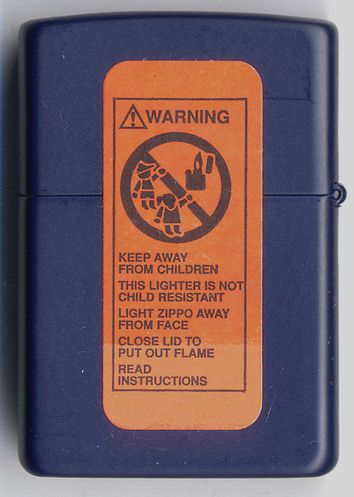 WARNING
KEEP AWAY
FROM CHILDREN
THIS LIGHTER IS NOT
CHILD RESISTANT
LIGHT ZIPPO AWAY
FROM FACE
CLOSE LID TO
PUT OUT FLAME
READ
INSTRUCTIONS